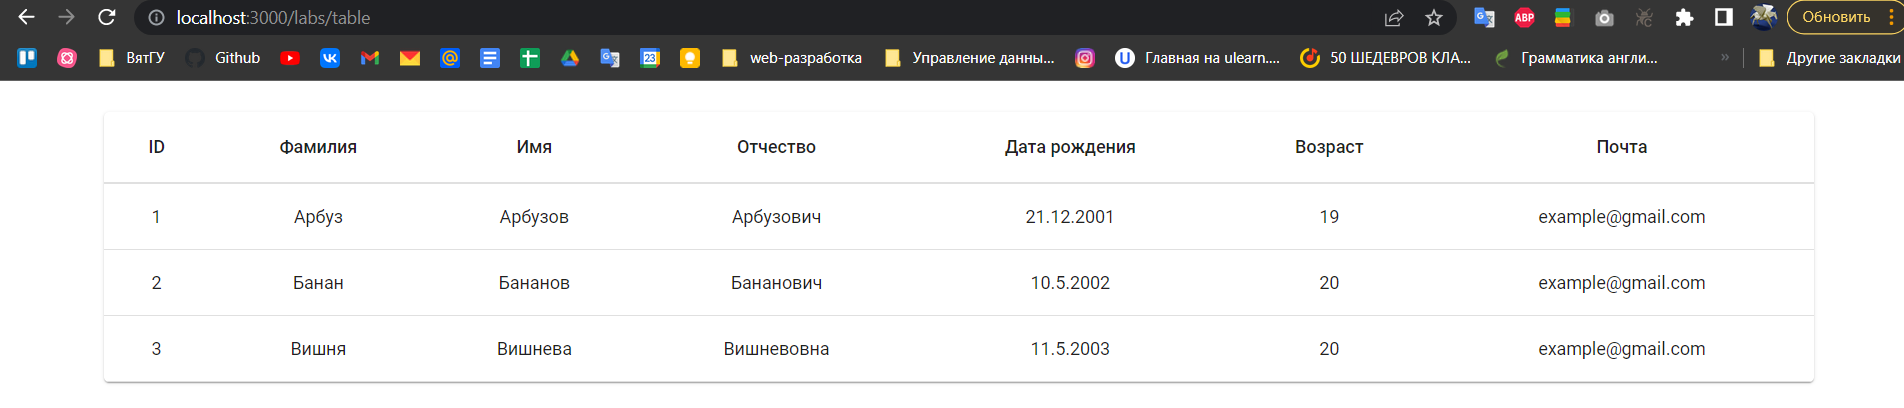 localhost:3000/labs/table
ABP
Обновить
ВятГУ Github 23 web-разработка Управление данны... U Главная на ulearn.... 50 ШЕДЕВРОВ КЛА... Грамматика англи... » Другие закладки
ID Фамилия Имя Отчество Дата рождения Возраст Почта
1 Арбуз Арбузов Арбузович 21.12.2001 19 example@gmail.com
2 Банан Бананов Бананович 10.5.2002 20 example@gmail.com
3 Вишня Вишнева Вишневовна 11.5.2003 20 example@gmail.com